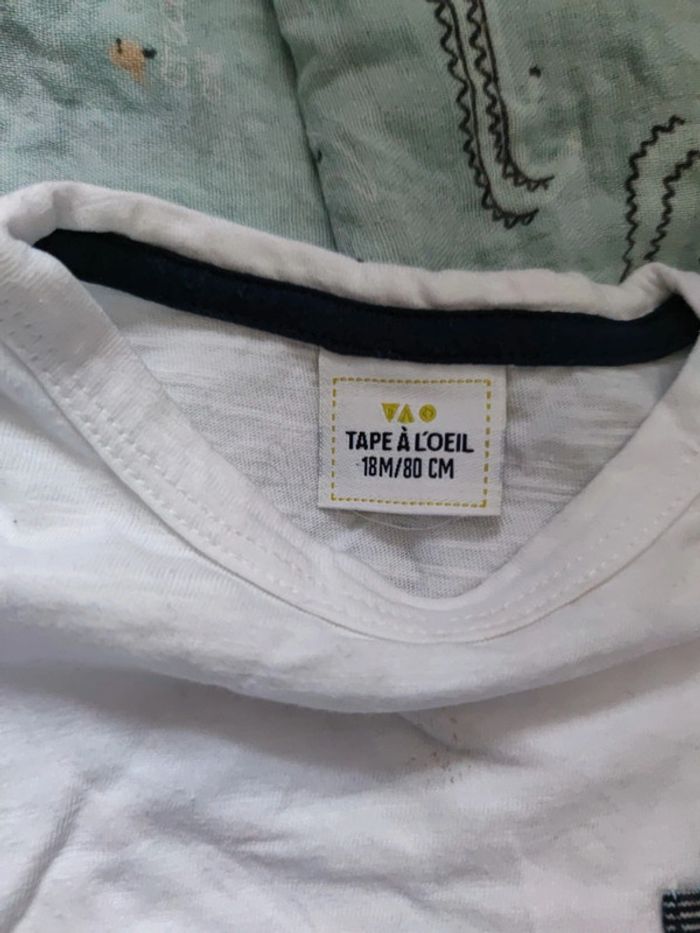 TAPE À L'OEIL
18M/80 CM